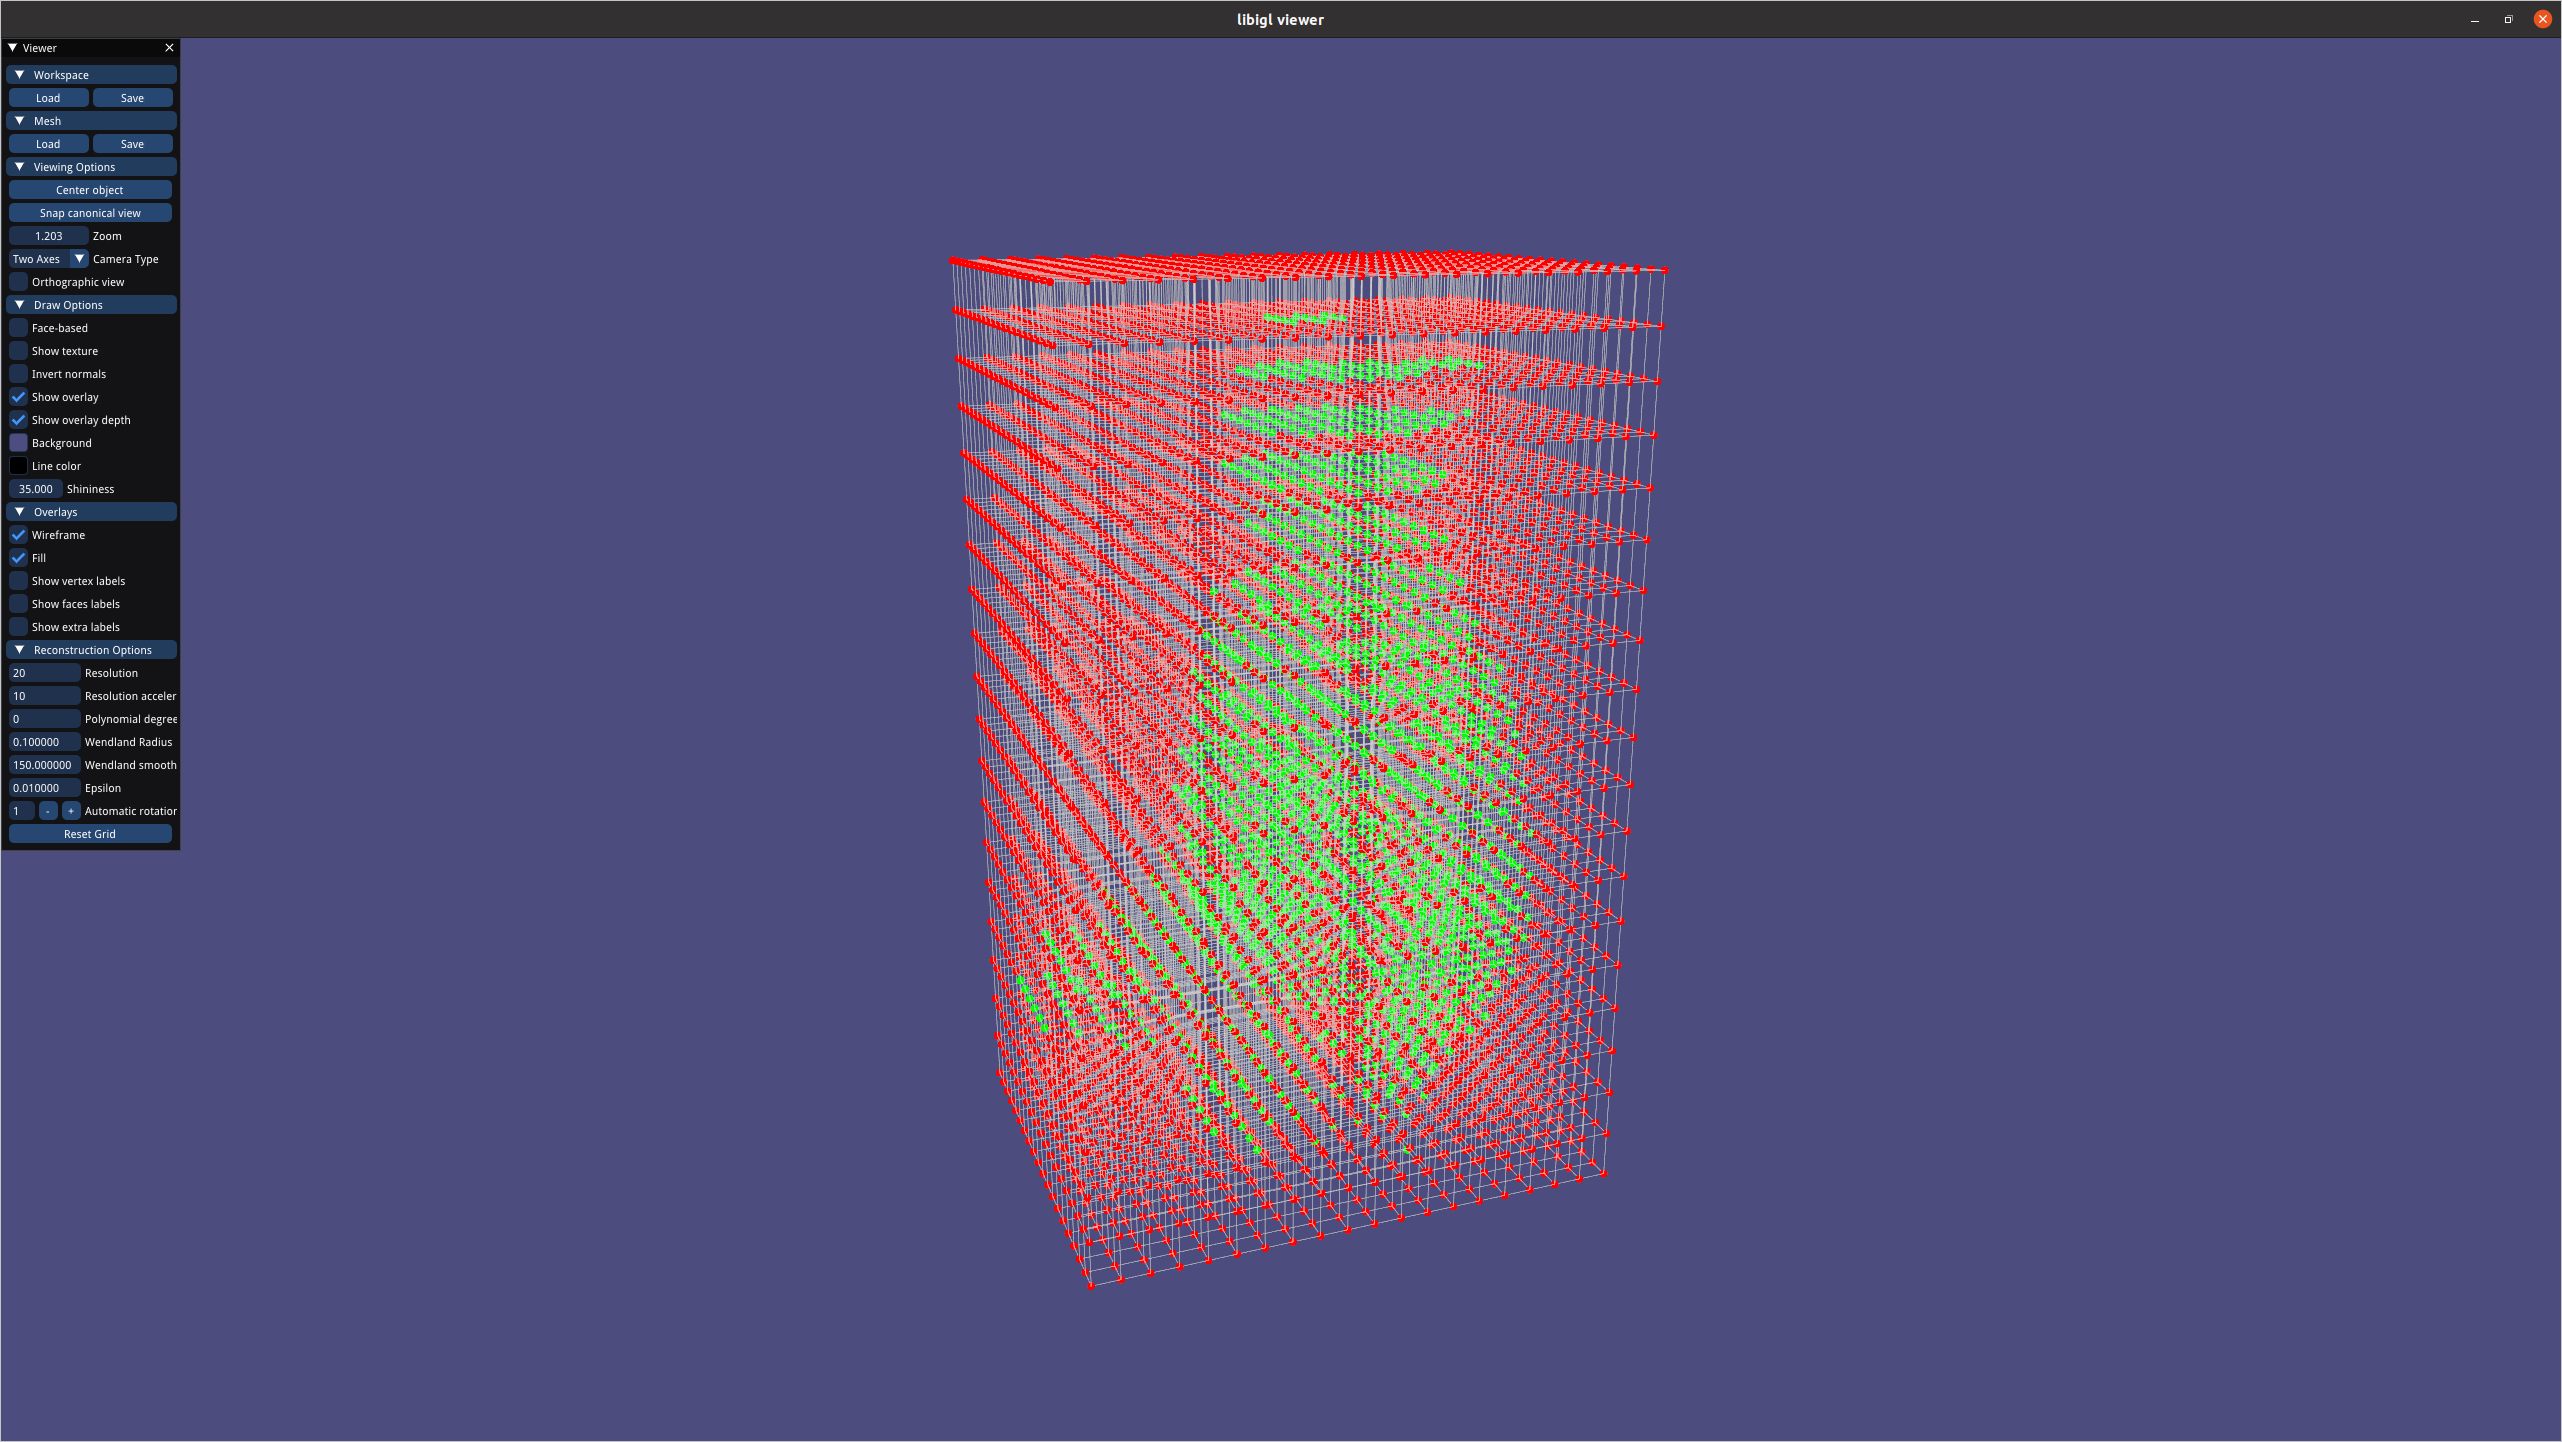 libigl viewer
Viewer
Workspace
Load Save
Mesh
Load Save
Viewing Options
Center object
Snap canonical view
1.203 Zoom
Two Axes Camera Type
Orthographic view
Draw Options
Face-based
Show texture
Invert normals
Show overlay
Show overlay depth
Background
Line color
35.000 Shininess
Overlays
Wireframe
Fill
Show vertex labels
Show faces labels
Show extra labels
Reconstruction Options
20 Resolution
10 Resolution acceler
0 Polynomial degree
0.100000 Wendland Radius
150.000000 Wendland smooth
0.010000 Epsilon
1 - + Automatic rotation
Reset Grid